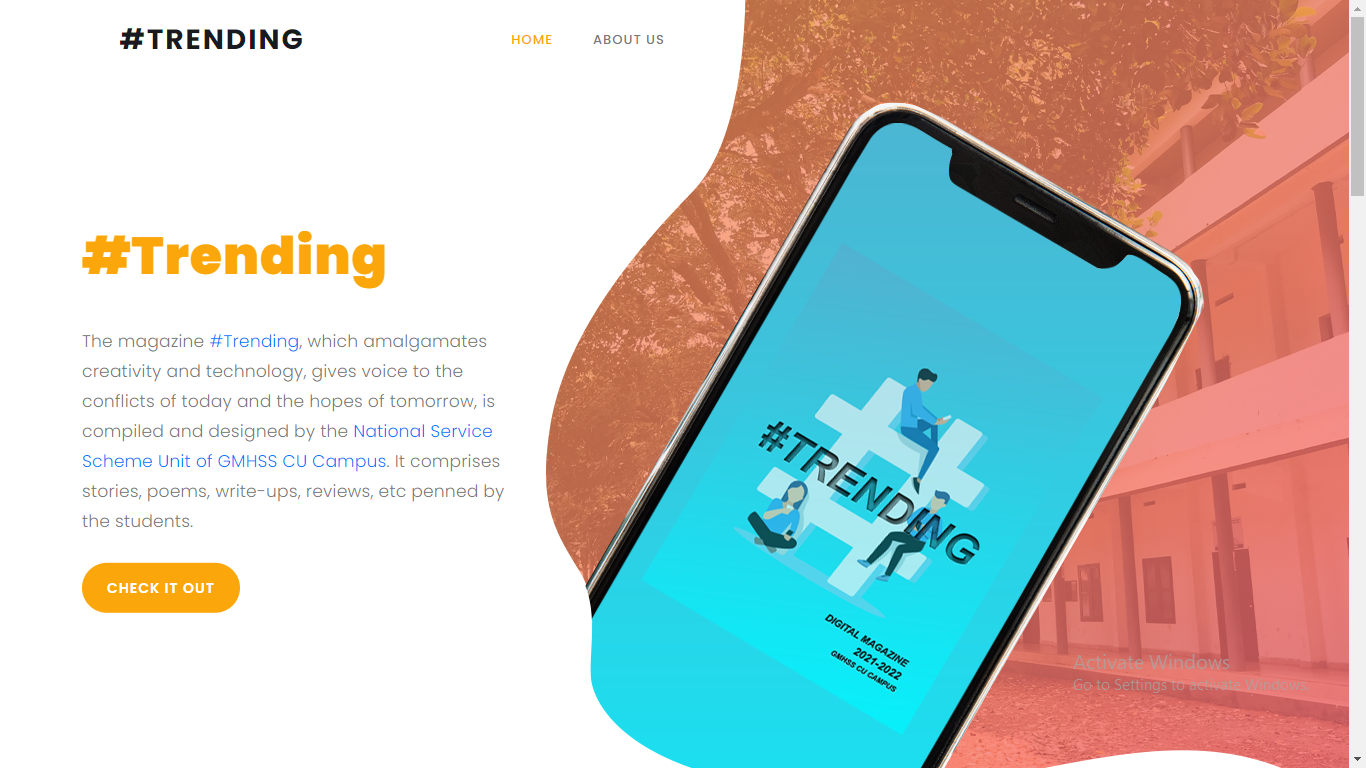 #TRENDING
HOME
ABOUT US
#Trending
The magazine #Trending, which amalgamates
creativity and technology, gives voice to the
conflicts of today and the hopes of tomorrow, is
compiled and designed by the National Service
Scheme Unit of GMHSS CU Campus. It comprises
stories, poems, write-ups, reviews, etc penned by
the students.
CHECK IT OUT
#TRENDING
DIGITAL MAGAZINE
2021-2022
GMHSS CU CAMPUS
Activate Windows
Go to Settings to activate Windows.